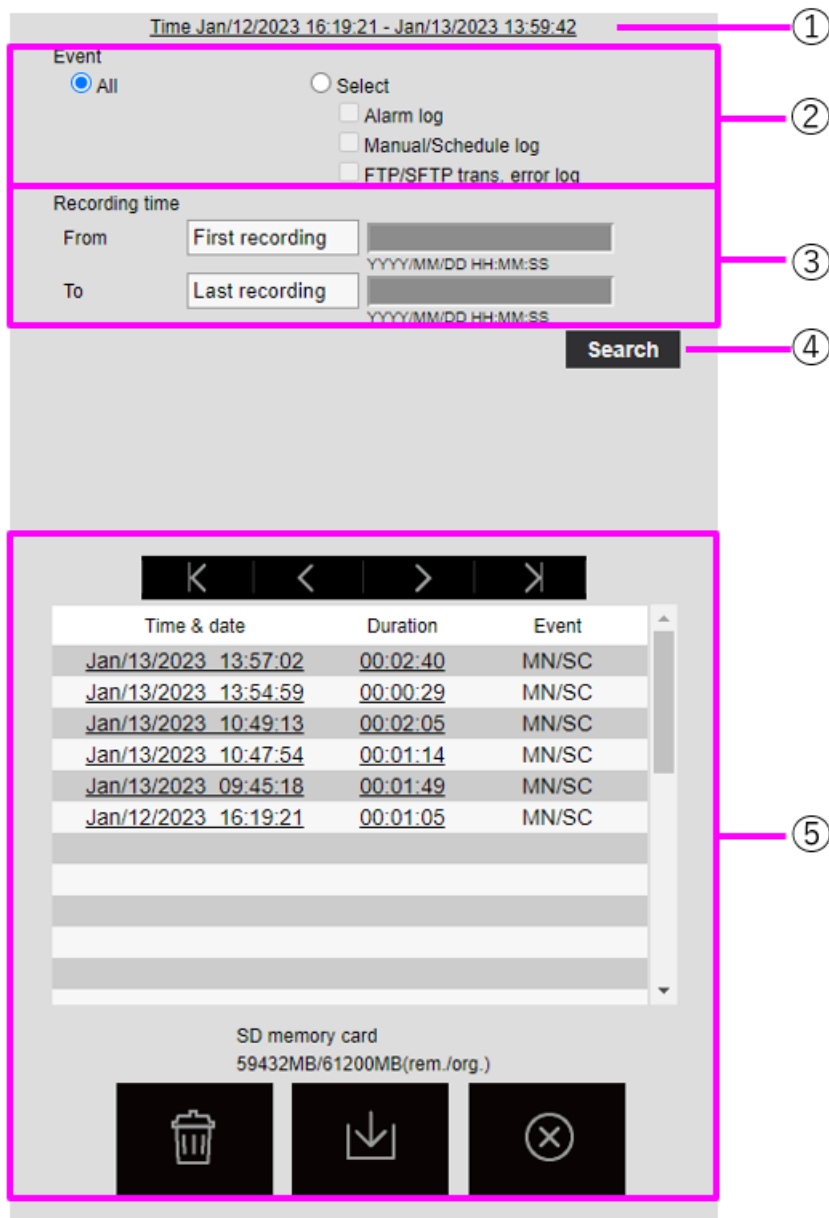 Time Jan/12/2023 16:19:21 - Jan/13/2023 13:59:42
①
Event
All
Select
Alarm log
Manual/Schedule log
FTP/SFTP trans. error log
②
Recording time
From First recording
YYYY/MM/DD HH:MM:SS
To Last recording
YYYY/MM/DD HH:MM:SS
③
Search
④
Time & date Duration Event
Jan/13/2023 13:57:02 00:02:40 MN/SC
Jan/13/2023 13:54:59 00:00:29 MN/SC
Jan/13/2023 10:49:13 00:02:05 MN/SC
Jan/13/2023 10:47:54 00:01:14 MN/SC
Jan/13/2023 09:45:18 00:01:49 MN/SC
Jan/12/2023 16:19:21 00:01:05 MN/SC
⑤
SD memory card
59432MB/61200MB(rem./org.)